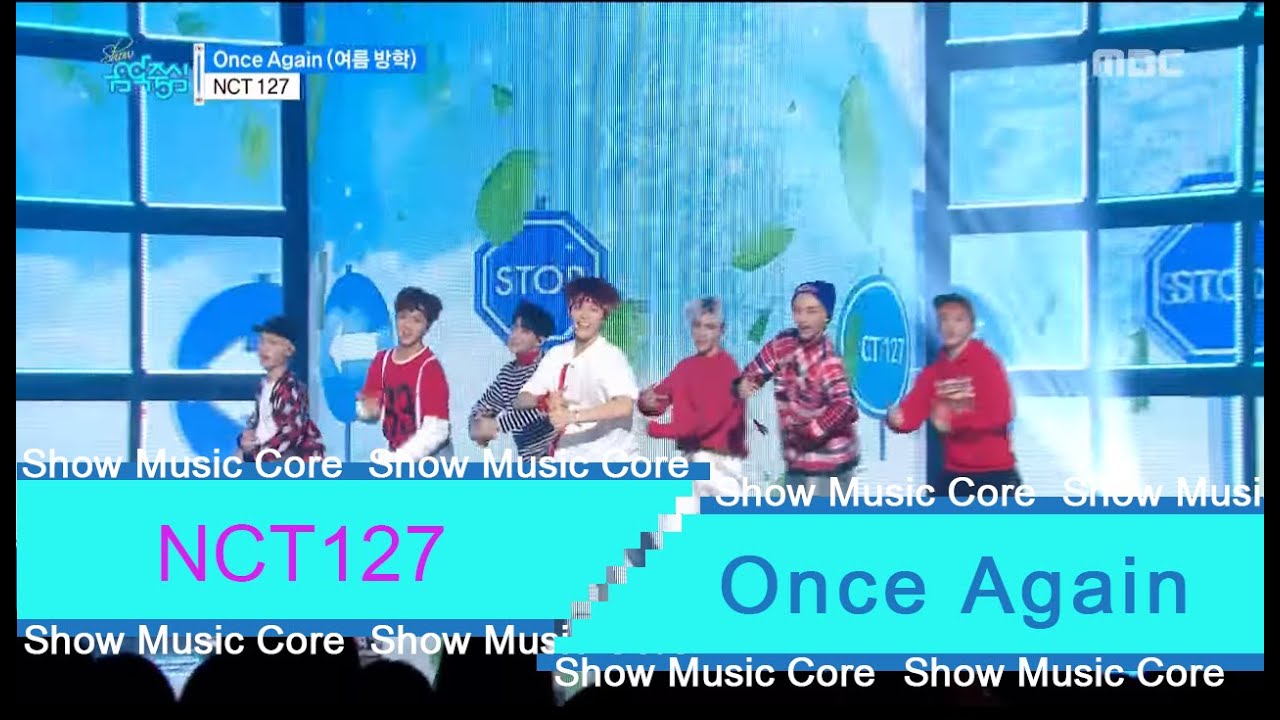 Show
음악중심
Once Again (여름 방학)
NCT 127
MBC
STOP
STOP
CT127
Show Music Core Show Music Core
Show Music Core Show Musi
NCT127
Once Again
Show Music Core Show Mus
Show Music Core Show Music Core